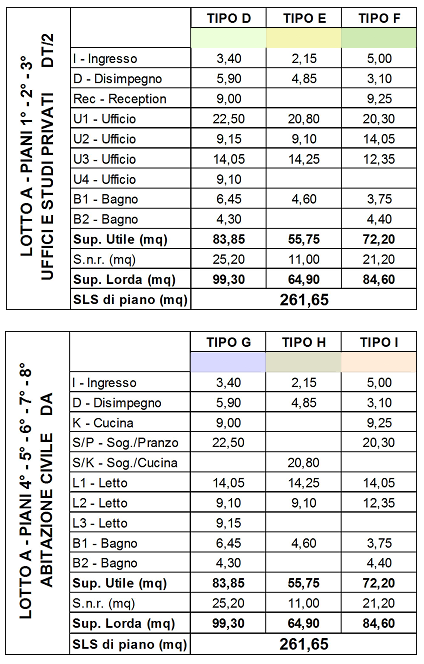 LOTTO A - PIANI 1° - 2° - 3°
UFFICI E STUDI PRIVATI DT/2
TIPO D TIPO E TIPO F
I - Ingresso 3,40 2,15 5,00
D - Disimpegno 5,90 4,85 3,10
Rec - Reception 9,00 9,25
U1 - Ufficio 22,50 20,80 20,30
U2 - Ufficio 9,15 9,10 14,05
U3 - Ufficio 14,05 14,25 12,35
U4 - Ufficio 9,10
B1 - Bagno 6,45 4,60 3,75
B2 - Bagno 4,30 4,40
Sup. Utile (mq) 83,85 55,75 72,20
S.n.r. (mq) 25,20 11,00 21,20
Sup. Lorda (mq) 99,30 64,90 84,60
SLS di piano (mq) 261,65
LOTTO A - PIANI 4° - 5° - 6° - 7° - 8°
ABITAZIONE CIVILE DA
TIPO G TIPO H TIPO I
I - Ingresso 3,40 2,15 5,00
D - Disimpegno 5,90 4,85 3,10
K - Cucina 9,00 9,25
S/P - Sog./Pranzo 22,50 20,30
S/K - Sog./Cucina 20,80
L1 - Letto 14,05 14,25 14,05
L2 - Letto 9,10 9,10 12,35
L3 - Letto 9,15
B1 - Bagno 6,45 4,60 3,75
B2 - Bagno 4,30 4,40
Sup. Utile (mq) 83,85 55,75 72,20
S.n.r. (mq) 25,20 11,00 21,20
Sup. Lorda (mq) 99,30 64,90 84,60
SLS di piano (mq) 261,65